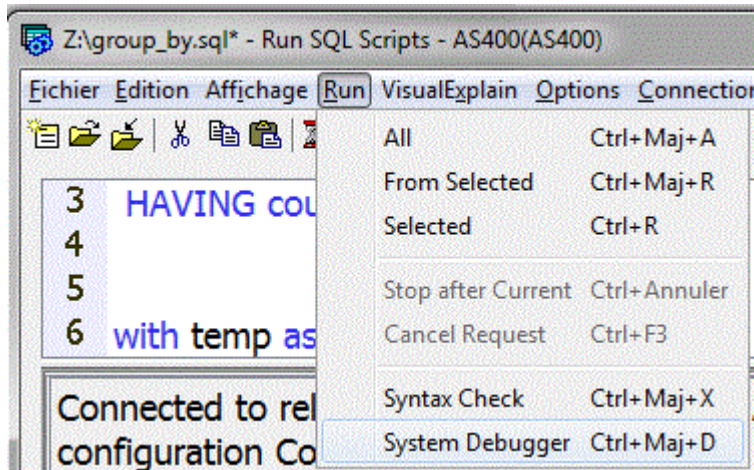 Z:\group_by.sql* - Run SQL Scripts - AS400(AS400)
Fichier Edition Affichage Run VisualExplain Options Connection
All Ctrl+Maj+A
From Selected Ctrl+Maj+R
Selected Ctrl+R
Stop after Current Ctrl+Annuler
Cancel Request Ctrl+F3
Syntax Check Ctrl+Maj+X
System Debugger Ctrl+Maj+D
3 HAVING cou
4
5
6 with temp as
Connected to rel
configuration Co